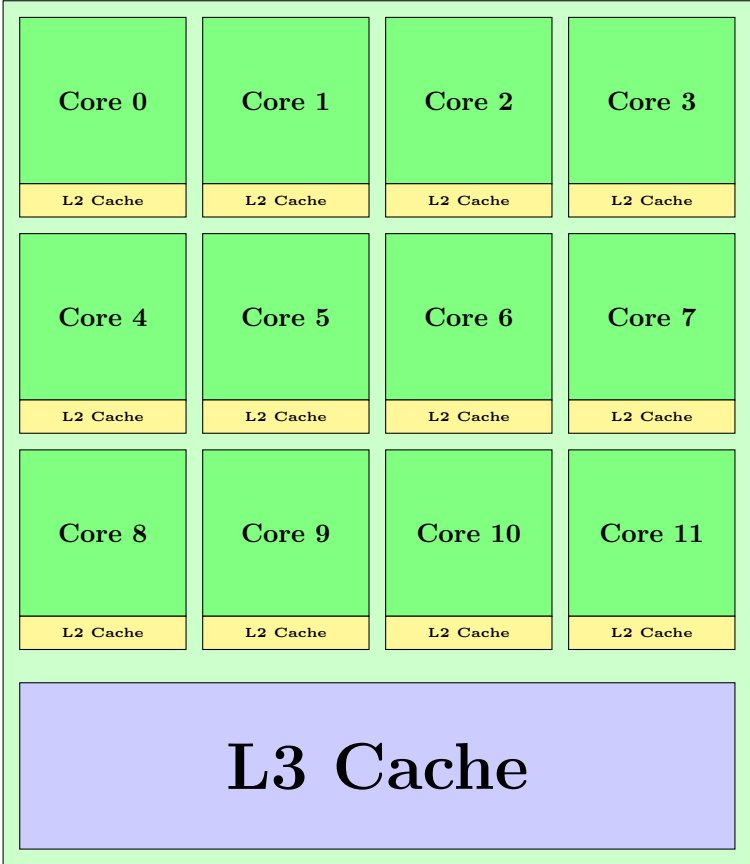 Core 0 Core 1 Core 2 Core 3
L2 Cache L2 Cache L2 Cache L2 Cache
Core 4 Core 5 Core 6 Core 7
L2 Cache L2 Cache L2 Cache L2 Cache
Core 8 Core 9 Core 10 Core 11
L2 Cache L2 Cache L2 Cache L2 Cache
L3 Cache